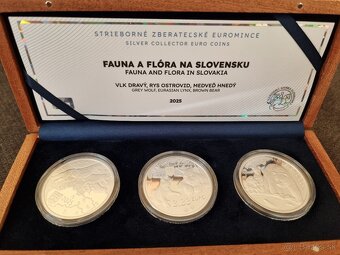 STRIEBORNÉ ZBERATEĽSKÉ EUROMINCE
SILVER COLLECTOR EURO COINS
FAUNA A FLÓRA NA SLOVENSKU
FAUNA AND FLORA IN SLOVAKIA
VLK DRAVÝ, RYS OSTROVID, MEDVEĎ HNEDÝ
GREY WOLF, EURASIAN LYNX, BROWN BEAR
2025